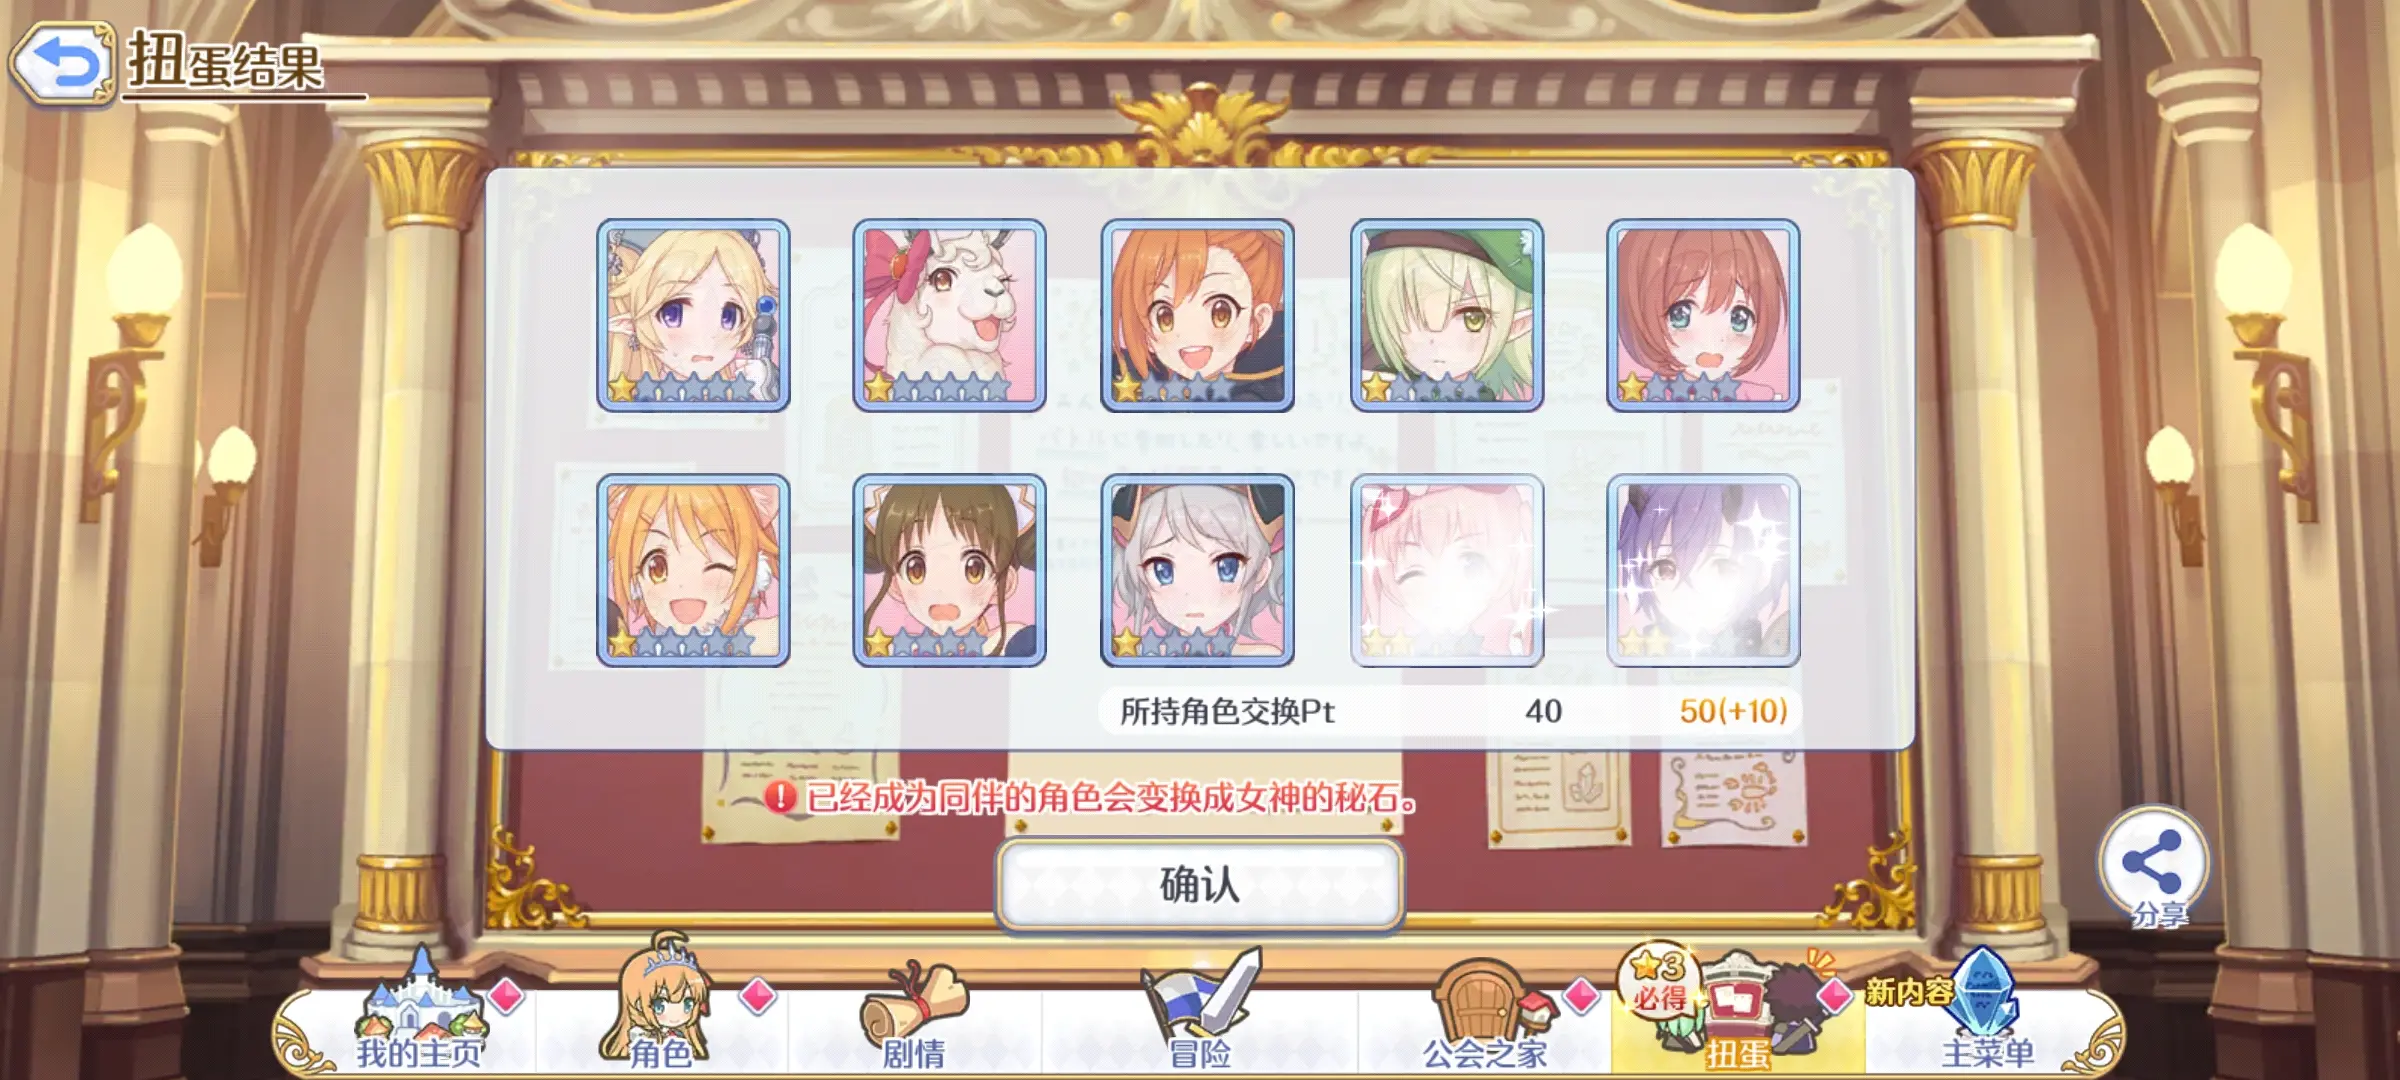 扭蛋结果
所持角色交换Pt 40 50(+10)
已经成为同伴的角色会变换成女神的秘石。
确认
分享
3
必得
新内容
我的主页
角色
剧情
冒险
公会之家
扭蛋
主菜单